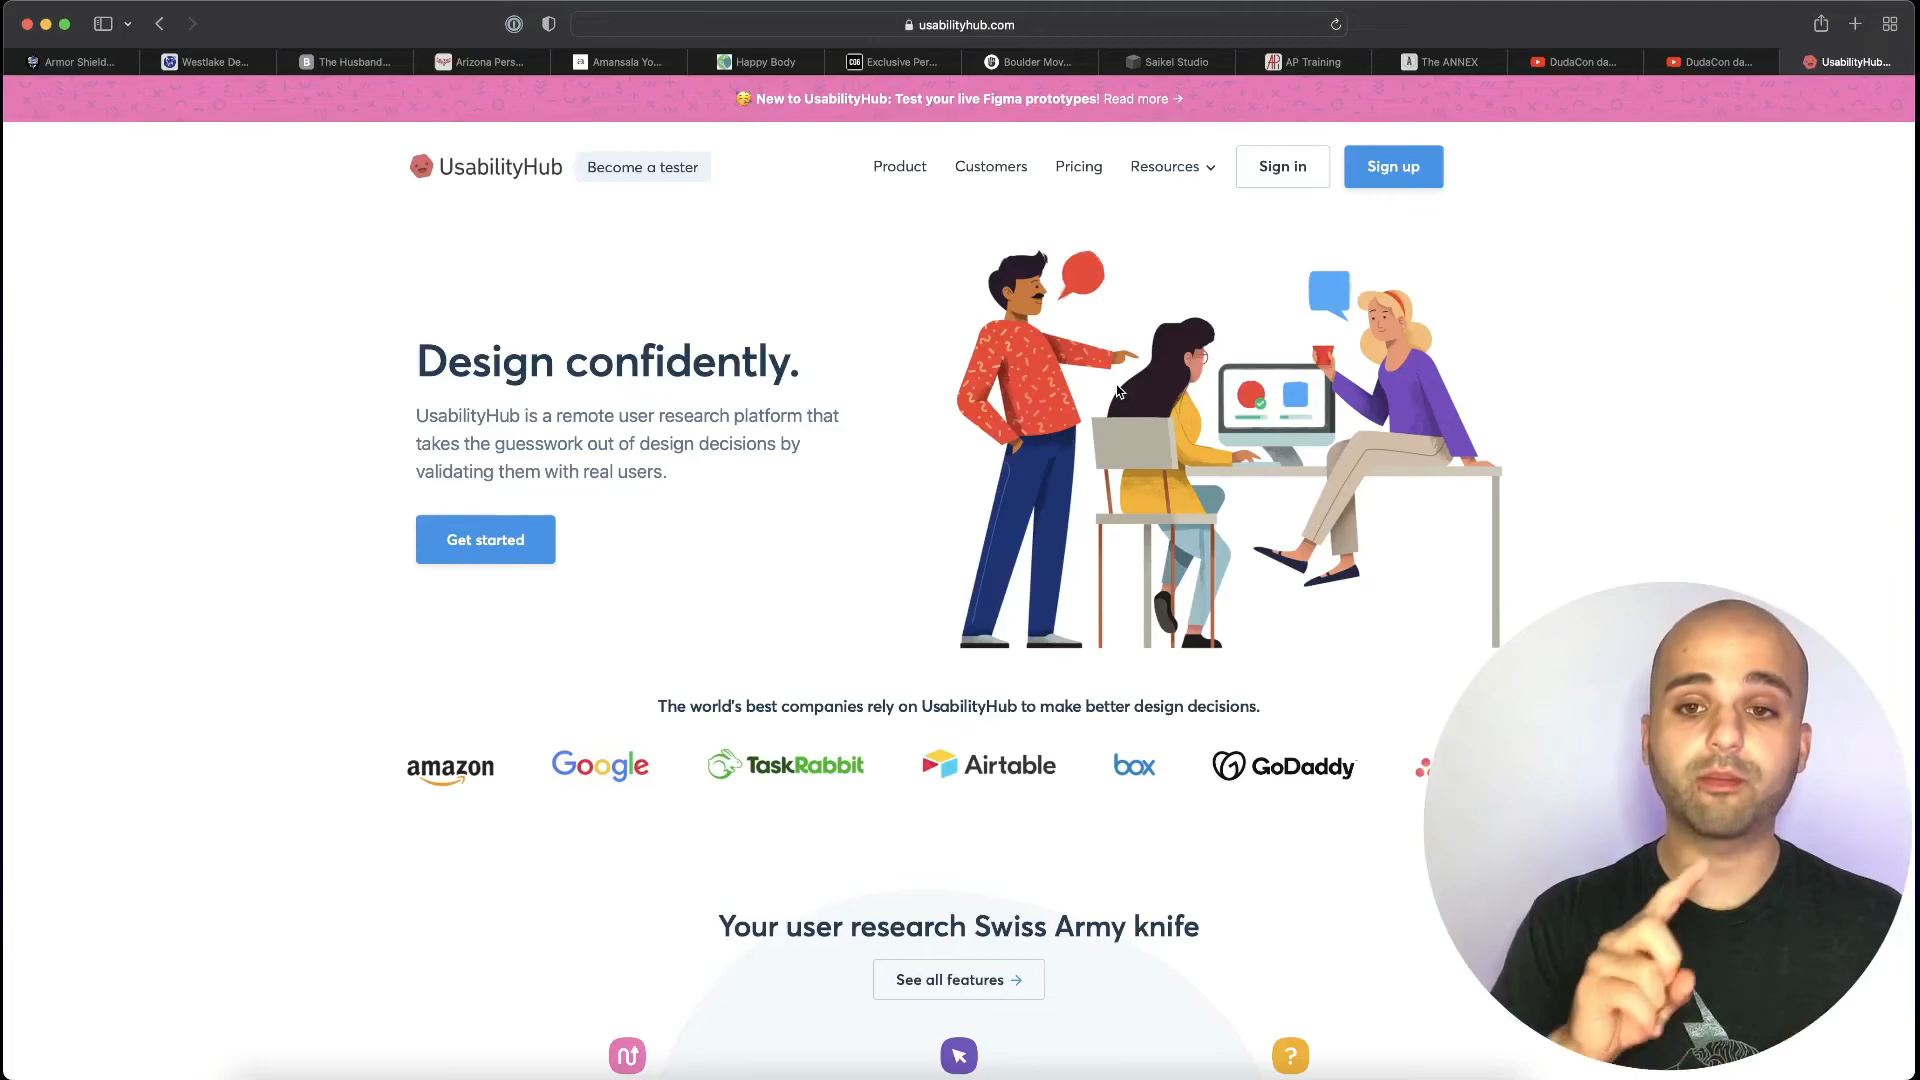 usabilityhub.com
Armor Shield...
Westlake De...
The Husband...
Arizona Pers...
Amansala Yo...
Happy Body
Exclusive Per...
Boulder Mov...
Saikel Studio
AP Training
A The ANNEX
DudaCon da...
DudaCon da...
UsabilityHub...
New to UsabilityHub: Test your live Figma prototypes! Read more →
UsabilityHub
Become a tester
Product
Customers
Pricing
Resources
Sign in
Sign up
Design confidently.
UsabilityHub is a remote user research platform that
takes the guesswork out of design decisions by
validating them with real users.
Get started
The world's best companies rely on UsabilityHub to make better design decisions.
amazon
Google
TaskRabbit
Airtable
box
GoDaddy
Your user research Swiss Army knife
See all features →
?